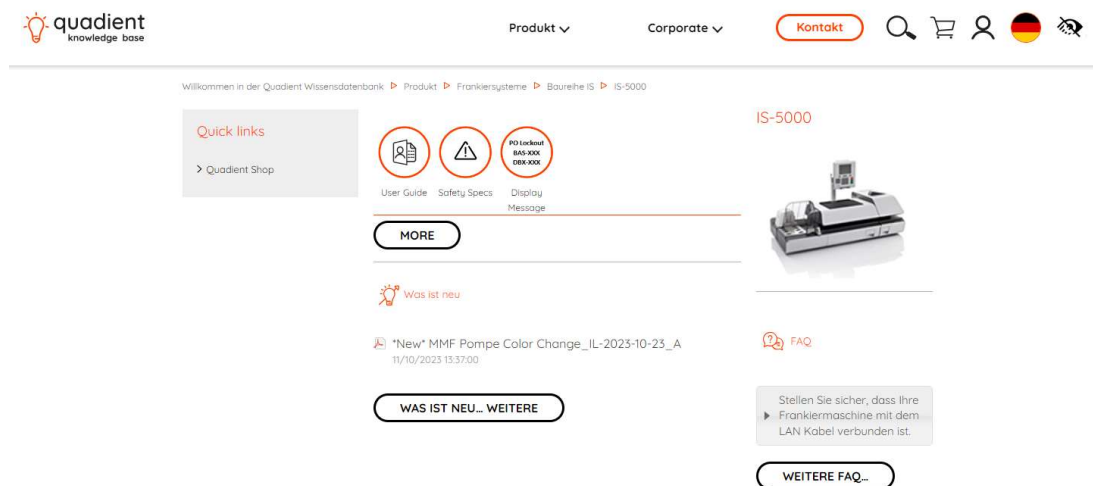 quadient
knowledge base
Produkt
Corporate
Kontakt
Willkommen in der Quadient Wissensdatenbank
Produkt
Frankiersysteme
Baureihe IS
IS-5000
Quick links
Quadient Shop
PO Lockout
BAS-XXX
DBX-XXX
User Guide
Safety Specs
Display
Message
MORE
Was ist neu
*New* MMF Pompe Color Change_IL-2023-10-23_A
11/10/2023 13:37:00
WAS IST NEU... WEITERE
IS-5000
FAQ
Stellen Sie sicher, dass Ihre
Frankiermaschine mit dem
LAN Kabel verbunden ist.
WEITERE FAQ...